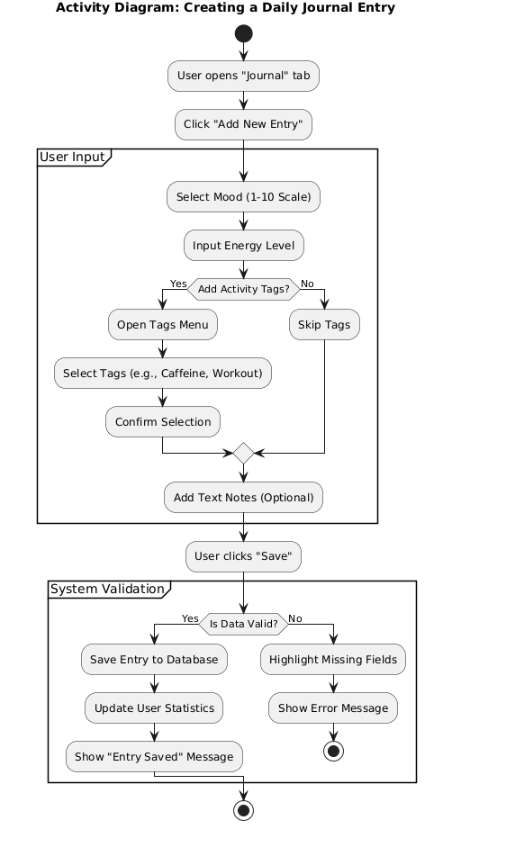 Activity Diagram: Creating a Daily Journal Entry
User opens "Journal" tab
Click "Add New Entry"
User Input
Select Mood (1-10 Scale)
Input Energy Level
Add Activity Tags?
Yes
No
Open Tags Menu
Skip Tags
Select Tags (e.g., Caffeine, Workout)
Confirm Selection
Add Text Notes (Optional)
User clicks "Save"
System Validation
Is Data Valid?
Yes
No
Save Entry to Database
Highlight Missing Fields
Update User Statistics
Show Error Message
Show "Entry Saved" Message